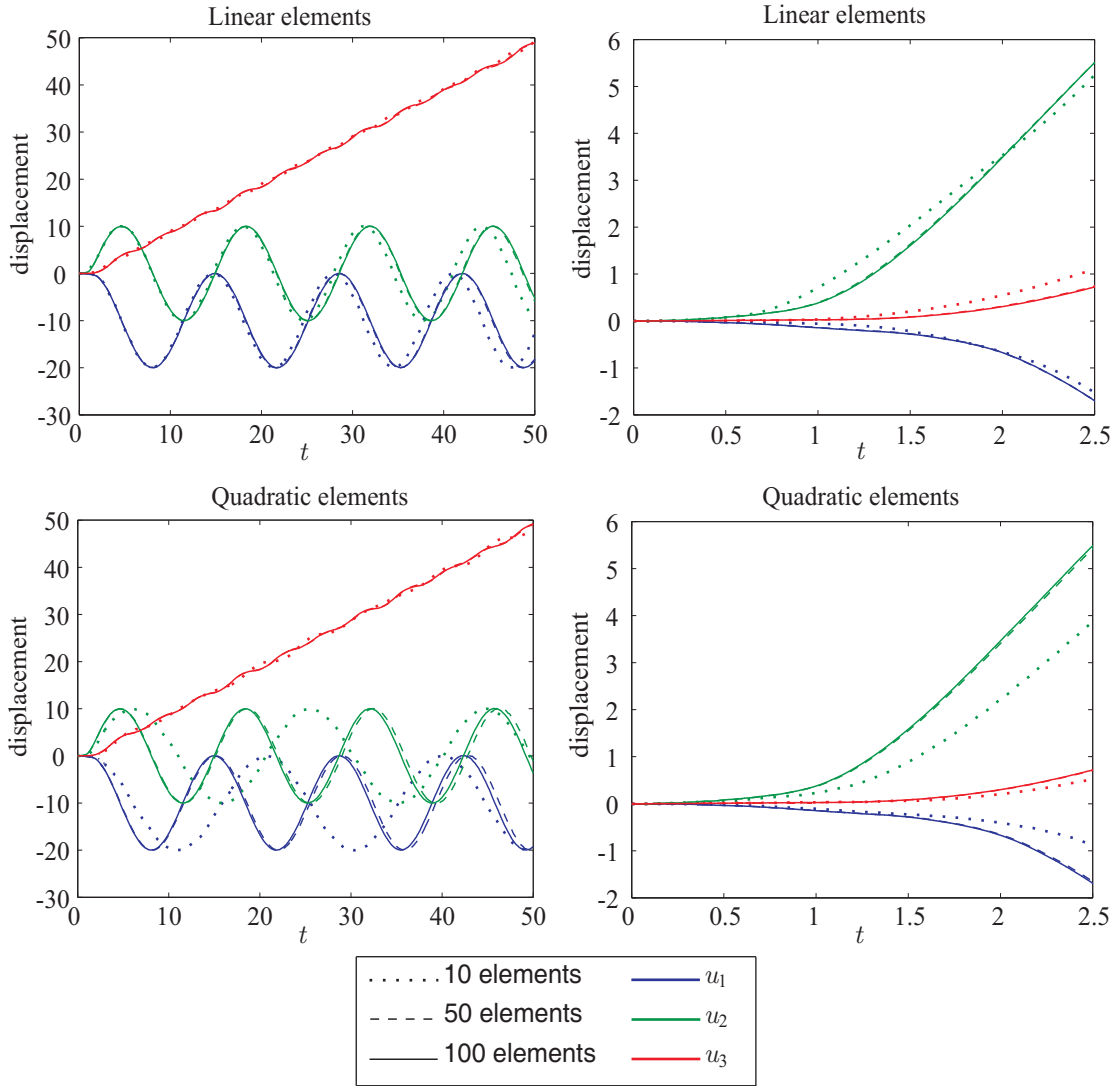 Linear elements
50
40
30
20
10
0
-10
-20
-30
displacement
0 10 20 30 40 50
t
Linear elements
6
5
4
3
2
1
0
-1
-2
displacement
0 0.5 1 1.5 2 2.5
t
Quadratic elements
50
40
30
20
10
0
-10
-20
-30
displacement
0 10 20 30 40 50
t
Quadratic elements
6
5
4
3
2
1
0
-1
-2
displacement
0 0.5 1 1.5 2 2.5
t
10 elements u₁
50 elements u₂
100 elements u₃